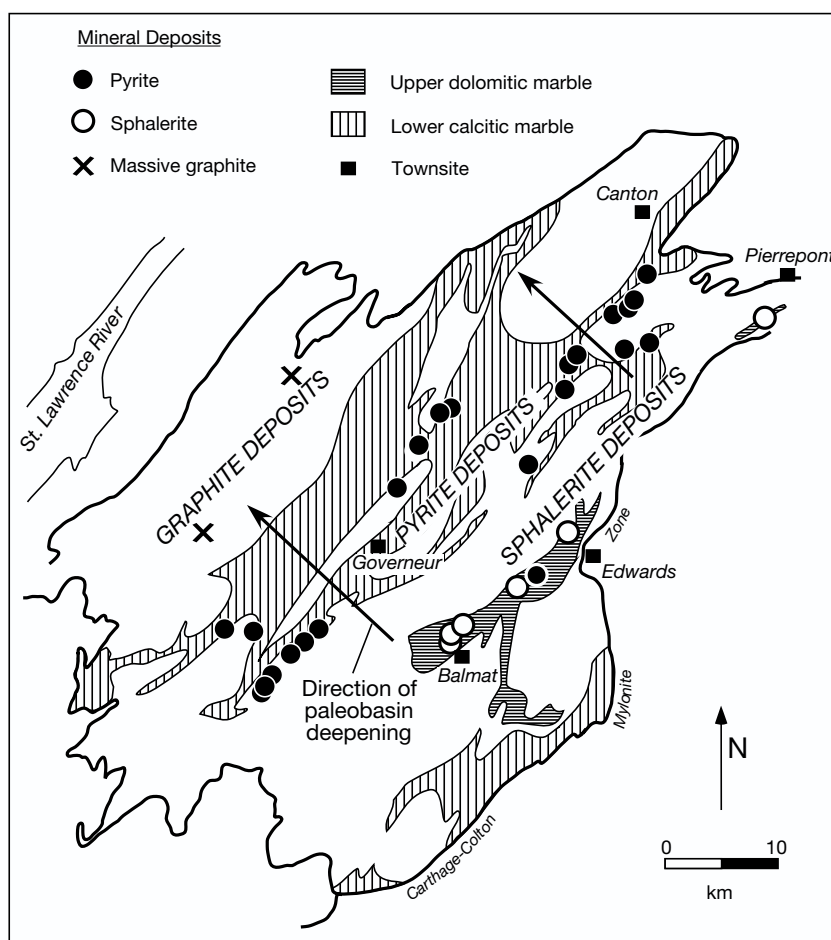 Mineral Deposits
Pyrite
Sphalerite
Massive graphite
Upper dolomitic marble
Lower calcitic marble
Townsite
Canton
Pierrepont
St. Lawrence River
GRAPHITE DEPOSITS
PYRITE DEPOSITS
SPHALERITE DEPOSITS
Governeur
Zone
Edwards
Balmat
Direction of
paleobasin
deepening
Mylonite
Carthage-Colton
N
0 10
km